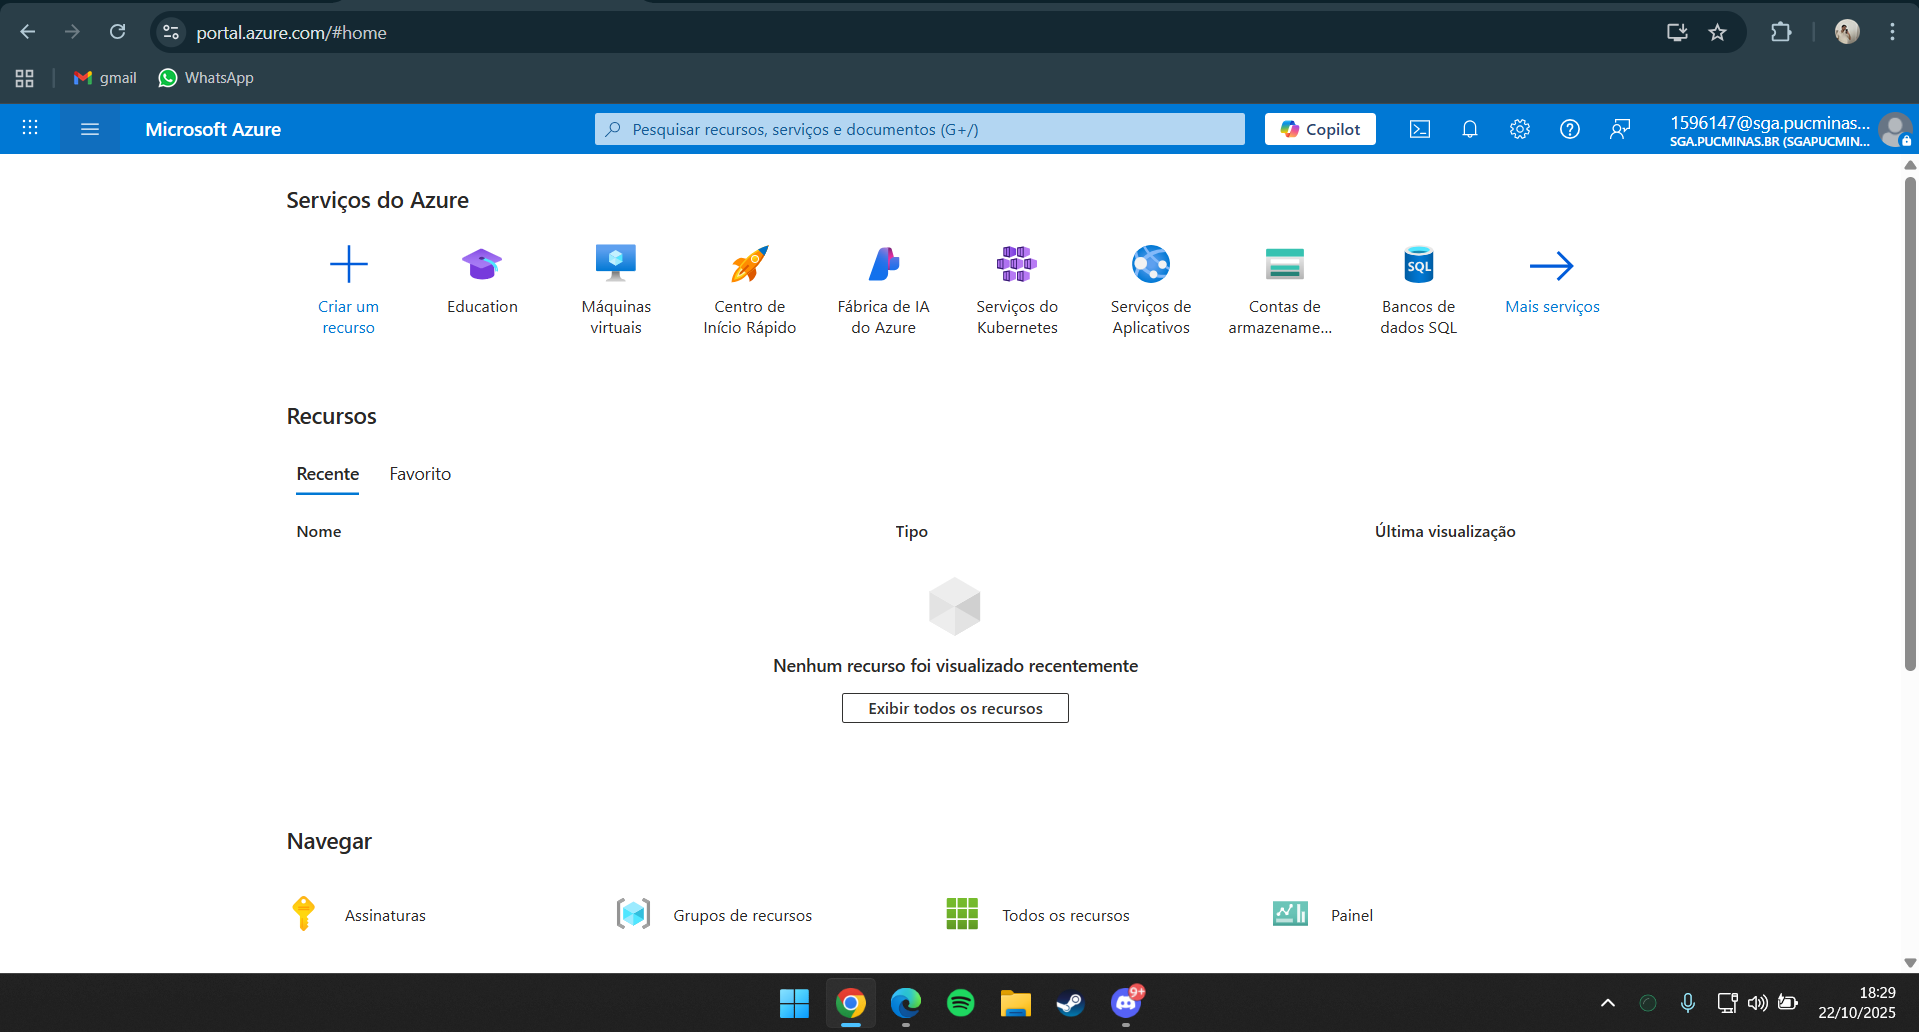 portal.azure.com/#home
gmail
WhatsApp
Microsoft Azure
Pesquisar recursos, serviços e documentos (G+/)
Copilot
1596147@sga.pucminas...
SGA.PUCMINAS.BR (SGAPUCMIN...
Serviços do Azure
Criar um
recurso
Education
Máquinas
virtuais
Centro de
Início Rápido
Fábrica de IA
do Azure
Serviços do
Kubernetes
Serviços de
Aplicativos
Contas de
armazename...
SQL
Bancos de
dados SQL
Mais serviços
Recursos
Recente
Favorito
Nome
Tipo
Última visualização
Nenhum recurso foi visualizado recentemente
Exibir todos os recursos
Navegar
Assinaturas
Grupos de recursos
Todos os recursos
Painel
9+
18:29
22/10/2025